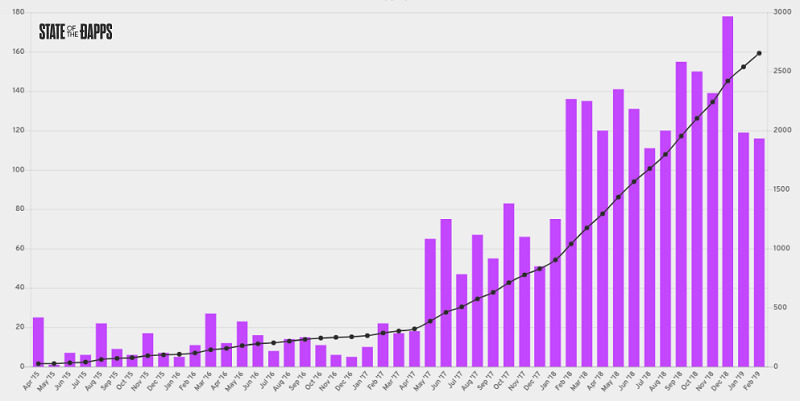 STATE OF THE DAPPS
180
160
140
120
100
80
60
40
20
0
3000
2500
2000
1500
1000
500
0
Apr '15
May '15
Jun '15
Jul '15
Aug '15
Sep '15
Oct '15
Nov '15
Dec '15
Jan '16
Feb '16
Mar '16
Apr '16
May '16
Jun '16
Jul '16
Aug '16
Sep '16
Oct '16
Nov '16
Dec '16
Jan '17
Feb '17
Mar '17
Apr '17
May '17
Jun '17
Jul '17
Aug '17
Sep '17
Oct '17
Nov '17
Dec '17
Jan '18
Feb '18
Mar '18
Apr '18
May '18
Jun '18
Jul '18
Aug '18
Sep '18
Oct '18
Nov '18
Dec '18
Jan '19
Feb '19